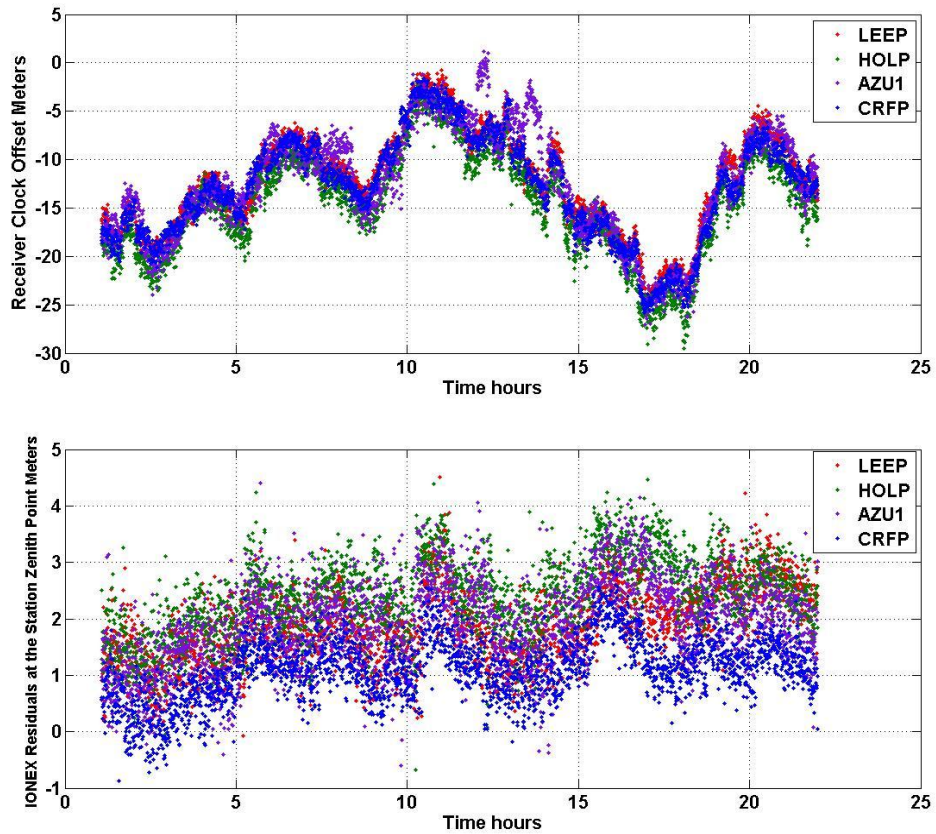 Receiver Clock Offset Meters
5
0
-5
-10
-15
-20
-25
-30
0
5
10
15
20
25
Time hours
LEEP
HOLP
AZU1
CRFP
IONEX Residuals at the Station Zenith Point Meters
5
4
3
2
1
0
-1
0
5
10
15
20
25
Time hours
LEEP
HOLP
AZU1
CRFP